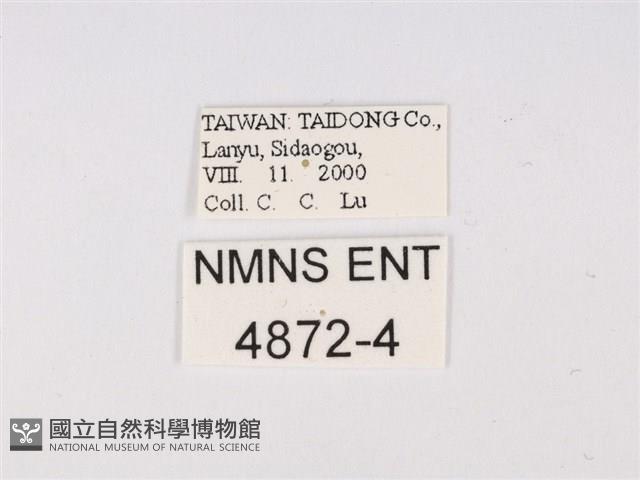 TAIWAN: TAIDONG Co.,
Lanyu, Sidaogou,
VIII. 11. 2000
Coll. C. C. Lu
NMNS ENT
4872-4
國立自然科學博物館
NATIONAL MUSEUM OF NATURAL SCIENCE